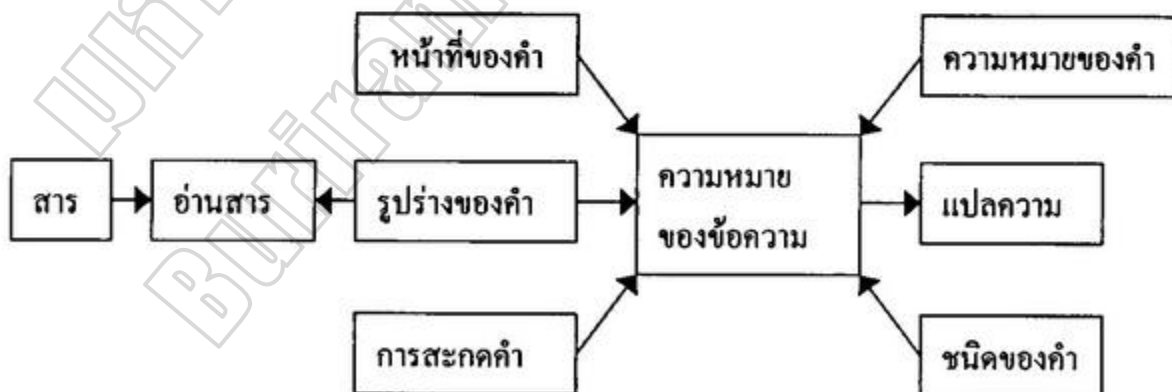 หน้าที่ของคำ
ความหมายของคำ
สาร
อ่านสาร
รูปร่างของคำ
ความหมาย
ของข้อความ
แปลความ
การสะกดคำ
ชนิดของคำ
Buriram